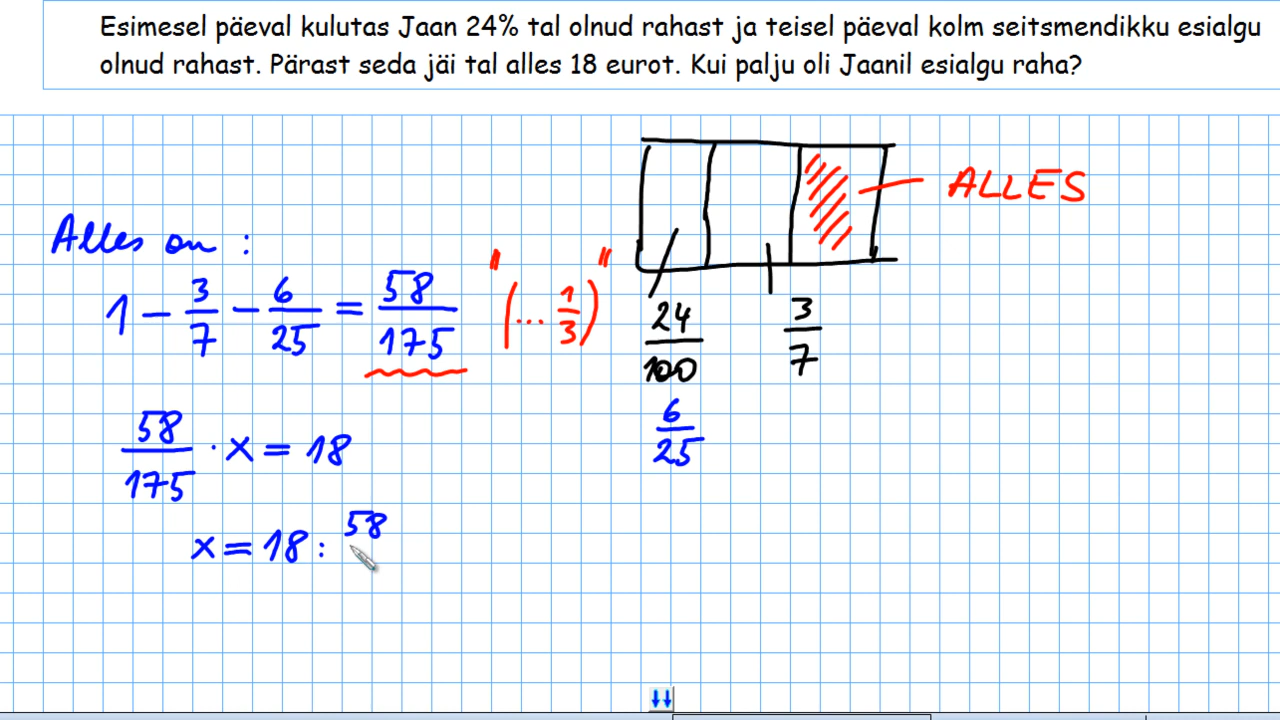 Esimesel päeval kulutas Jaan 24% tal olnud rahast ja teisel päeval kolm seitsmendikku esialgu
olnud rahast. Pärast seda jäi tal alles 18 eurot. Kui palju oli Jaanil esialgu raha?
ALLES
Alles on :
1 - 3/7 - 6/25 = 58/175 "(... 1/3)"
24/100 3/7
6/25
58/175 · x = 18
x = 18 : 58